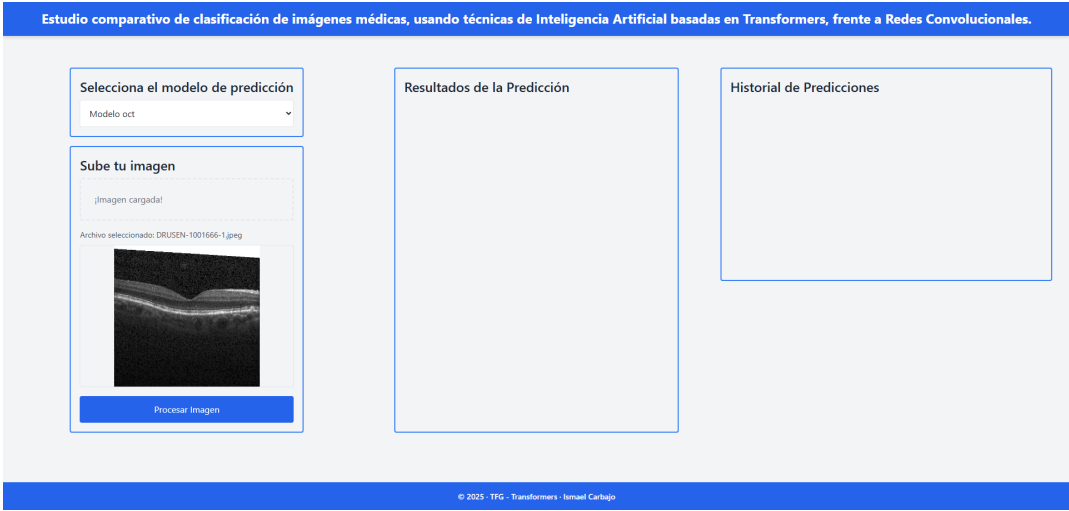 Estudio comparativo de clasificación de imágenes médicas, usando técnicas de Inteligencia Artificial basadas en Transformers, frente a Redes Convolucionales.
Selecciona el modelo de predicción
Modelo oct
Sube tu imagen
¡Imagen cargada!
Archivo seleccionado: DRUSEN-1001666-1.jpeg
Procesar Imagen
Resultados de la Predicción
Historial de Predicciones
© 2025 - TFG - Transformers - Ismael Carbajo